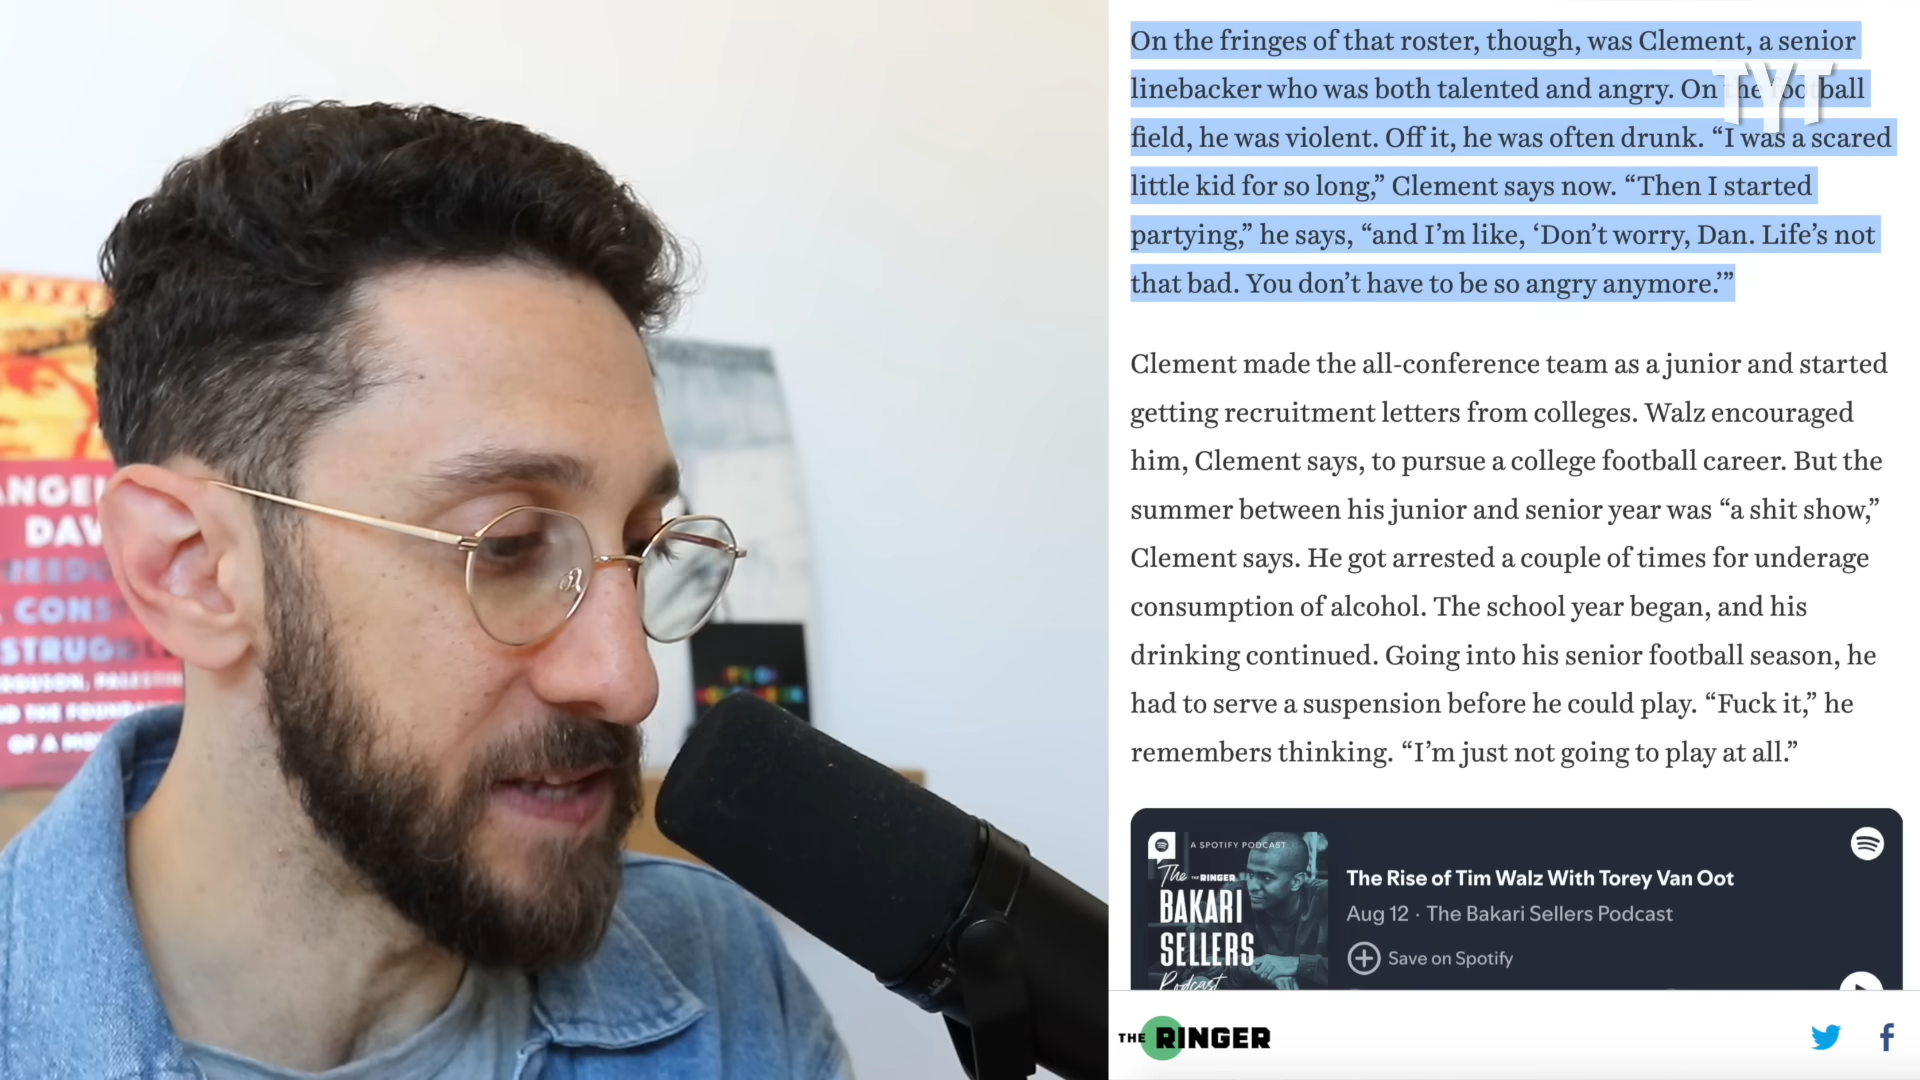 On the fringes of that roster, though, was Clement, a senior
linebacker who was both talented and angry. On the football
field, he was violent. Off it, he was often drunk. “I was a scared
little kid for so long,” Clement says now. “Then I started
partying,” he says, “and I’m like, ‘Don’t worry, Dan. Life’s not
that bad. You don’t have to be so angry anymore.’”
TYT
Clement made the all-conference team as a junior and started
getting recruitment letters from colleges. Walz encouraged
him, Clement says, to pursue a college football career. But the
summer between his junior and senior year was “a shit show,”
Clement says. He got arrested a couple of times for underage
consumption of alcohol. The school year began, and his
drinking continued. Going into his senior football season, he
had to serve a suspension before he could play. “Fuck it,” he
remembers thinking. “I’m just not going to play at all.”
A SPOTIFY PODCAST
The THE RINGER
BAKARI
SELLERS
Podcast
The Rise of Tim Walz With Torey Van Oot
Aug 12 · The Bakari Sellers Podcast
Save on Spotify
THE RINGER
ANGE
DAV
A CONS
STRUG
OF A MO